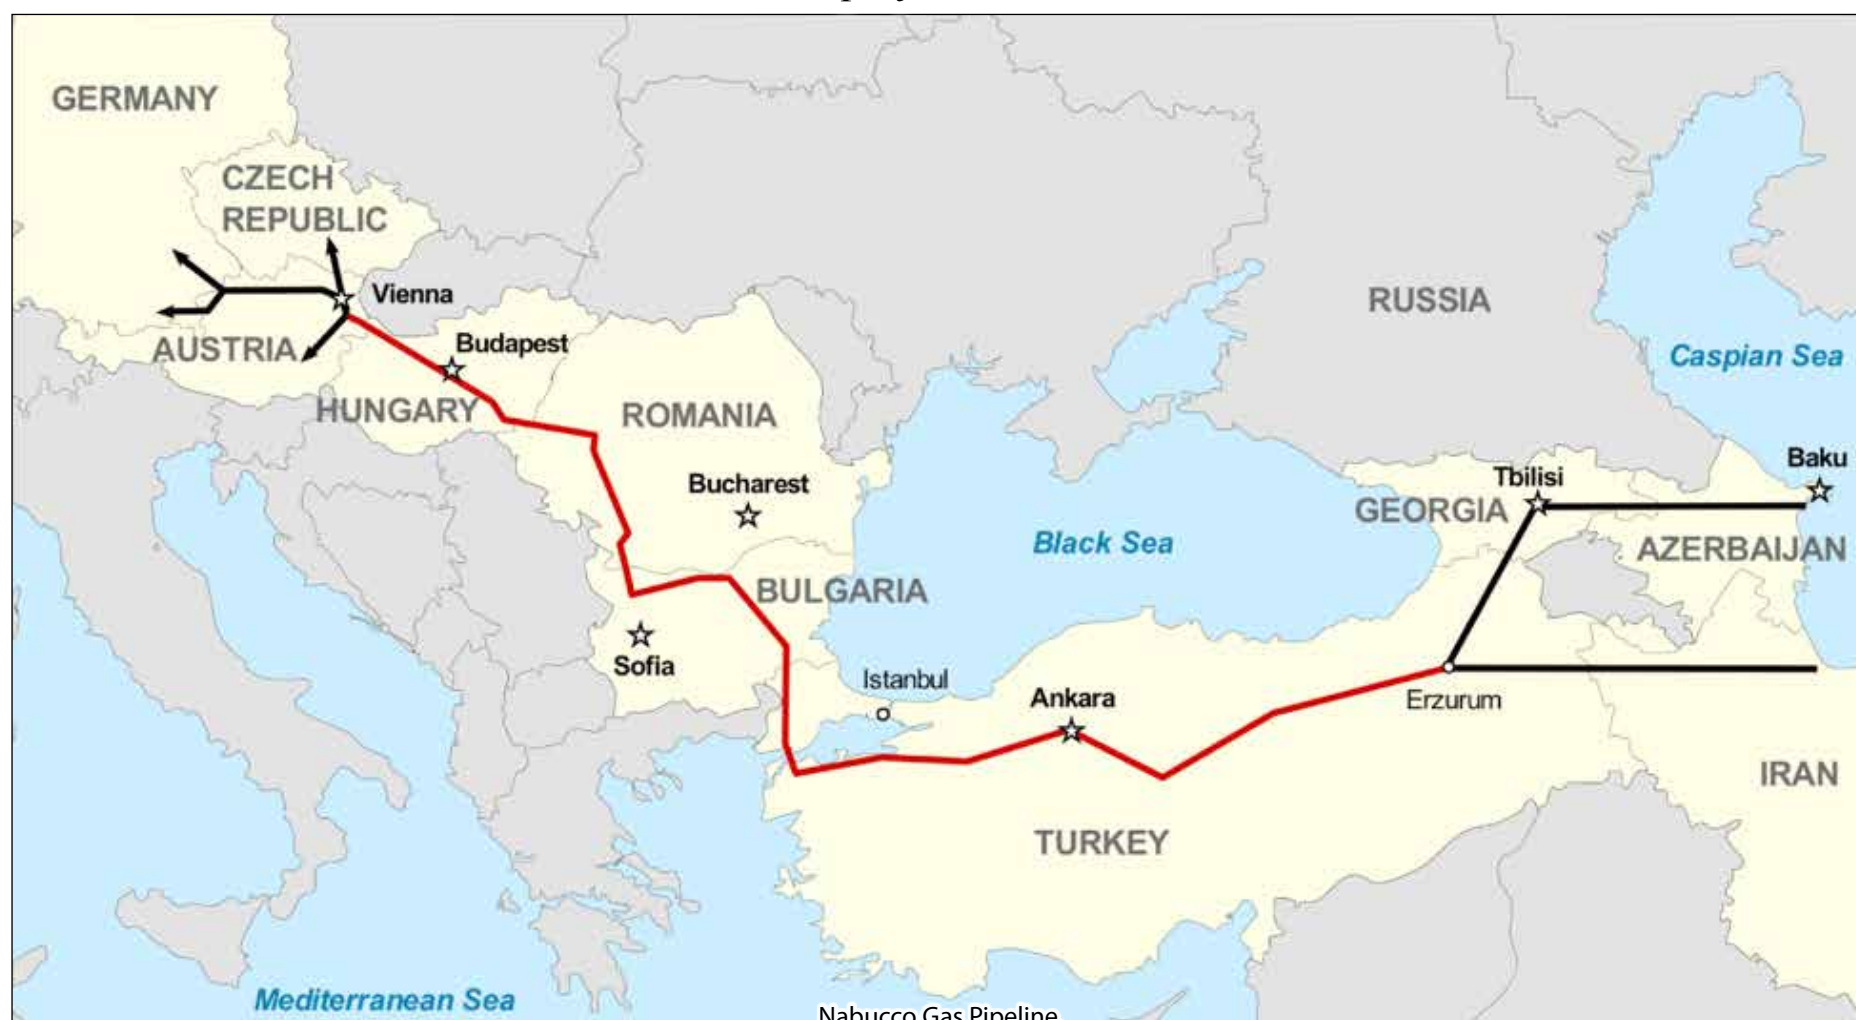 GERMANY
CZECH
REPUBLIC
Vienna
AUSTRIA
Budapest
HUNGARY
ROMANIA
Bucharest
BULGARIA
Sofia
Istanbul
Ankara
TURKEY
Black Sea
RUSSIA
Caspian Sea
Baku
Tbilisi
GEORGIA
AZERBAIJAN
Erzurum
IRAN
Mediterranean Sea
Nabucco Gas Pipeline